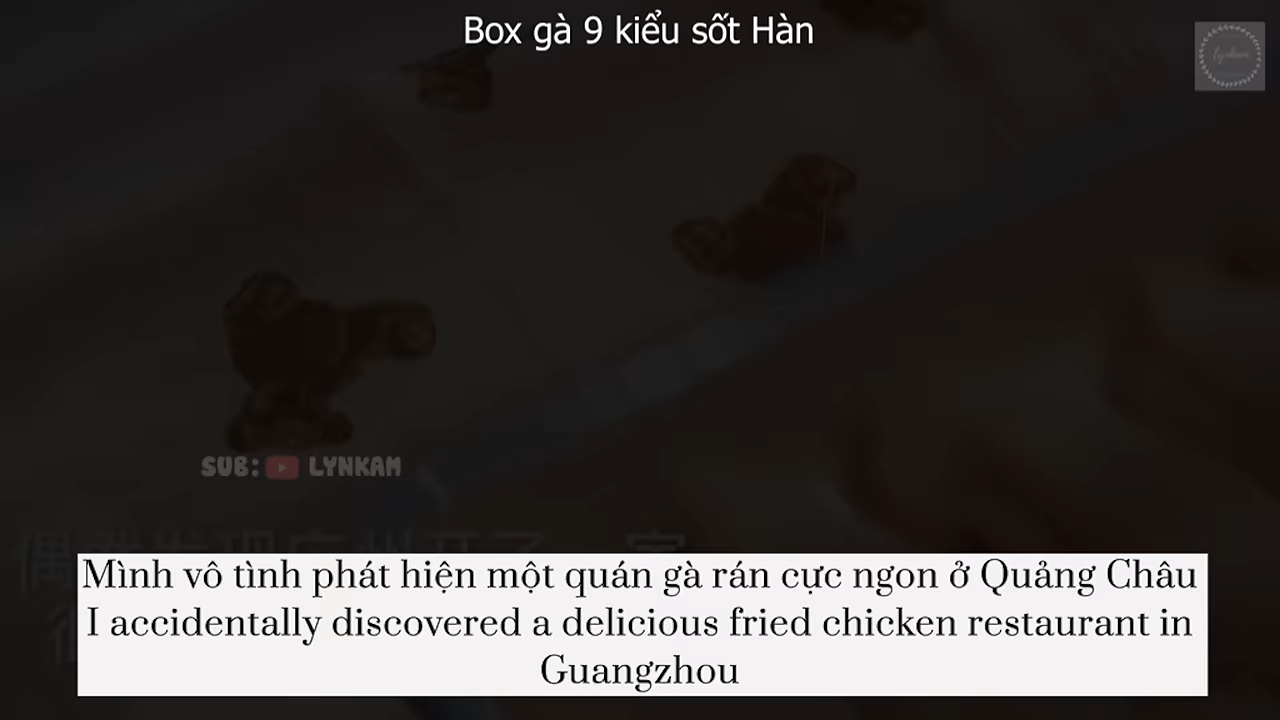 Box gà 9 kiểu sốt Hàn
lynkam
SUB: LYNKAM
Mình vô tình phát hiện một quán gà rán cực ngon ở Quảng Châu
I accidentally discovered a delicious fried chicken restaurant in
Guangzhou